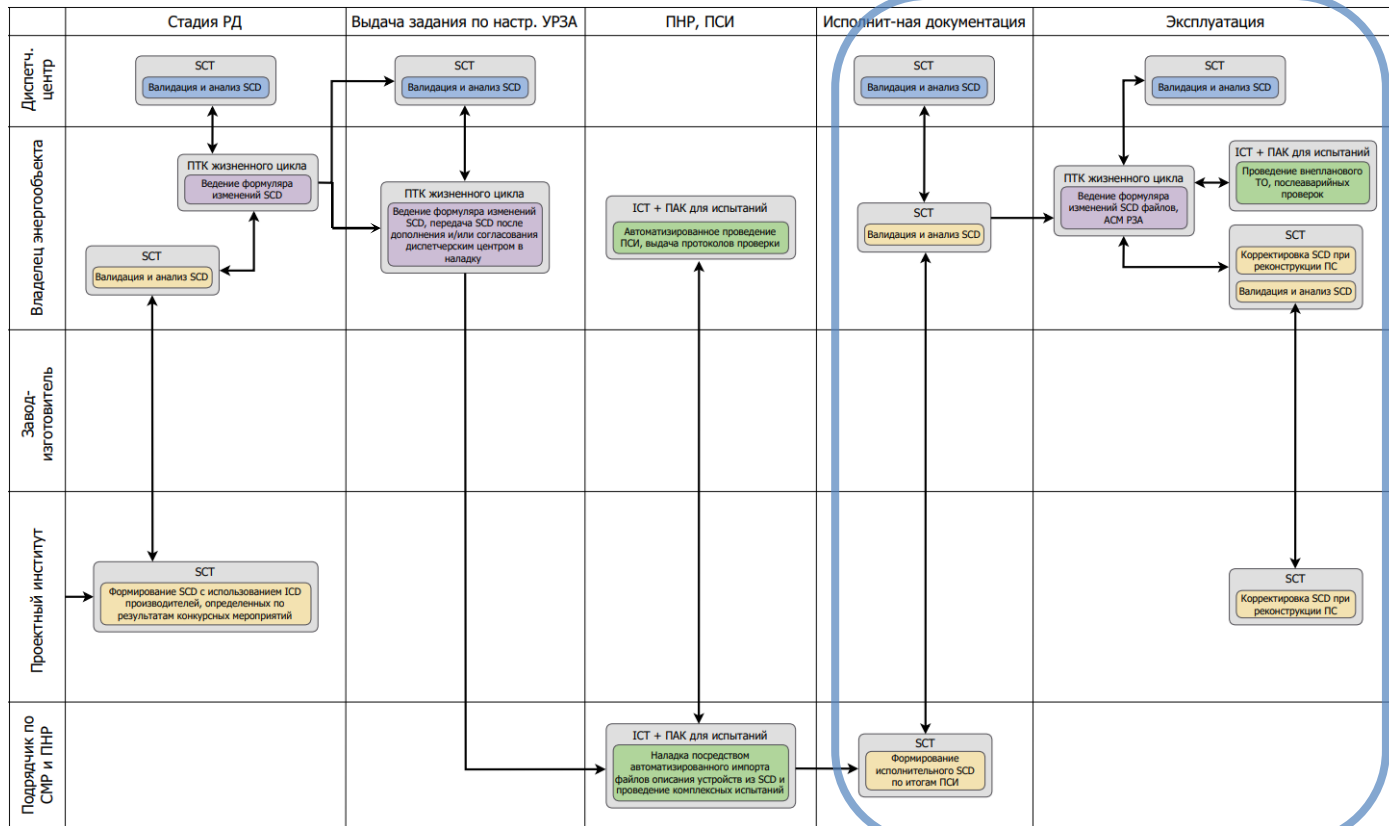 Стадия РД
Выдача задания по настр. УРЗА
ПНР, ПСИ
Исполнит-ная документация
Эксплуатация
Диспетч.
центр
SCT
Валидация и анализ SCD
SCT
Валидация и анализ SCD
SCT
Валидация и анализ SCD
SCT
Валидация и анализ SCD
Владелец энергообъекта
ПТК жизненного цикла
Ведение формуляра
изменений SCD
SCT
Валидация и анализ SCD
ПТК жизненного цикла
Ведение формуляра изменений
SCD, передача SCD после
дополнения и/или согласования
диспетчерским центром в
наладку
ICT + ПАК для испытаний
Автоматизированное проведение
ПСИ, выдача протоколов проверки
SCT
Валидация и анализ SCD
ПТК жизненного цикла
Ведение формуляра
изменений SCD файлов,
АСМ РЗА
ICT + ПАК для испытаний
Проведение внепланового
ТО, послеаварийных
проверок
SCT
Корректировка SCD при
реконструкции ПС
Валидация и анализ SCD
Завод-
изготовитель
Проектный институт
SCT
Формирование SCD с использованием ICD
производителей, определенных по
результатам конкурсных мероприятий
SCT
Корректировка SCD при
реконструкции ПС
Подрядчик по
СМР и ПНР
ICT + ПАК для испытаний
Наладка посредством
автоматизированного импорта
файлов описания устройств из SCD и
проведение комплексных испытаний
SCT
Формирование
исполнительного SCD
по итогам ПСИ